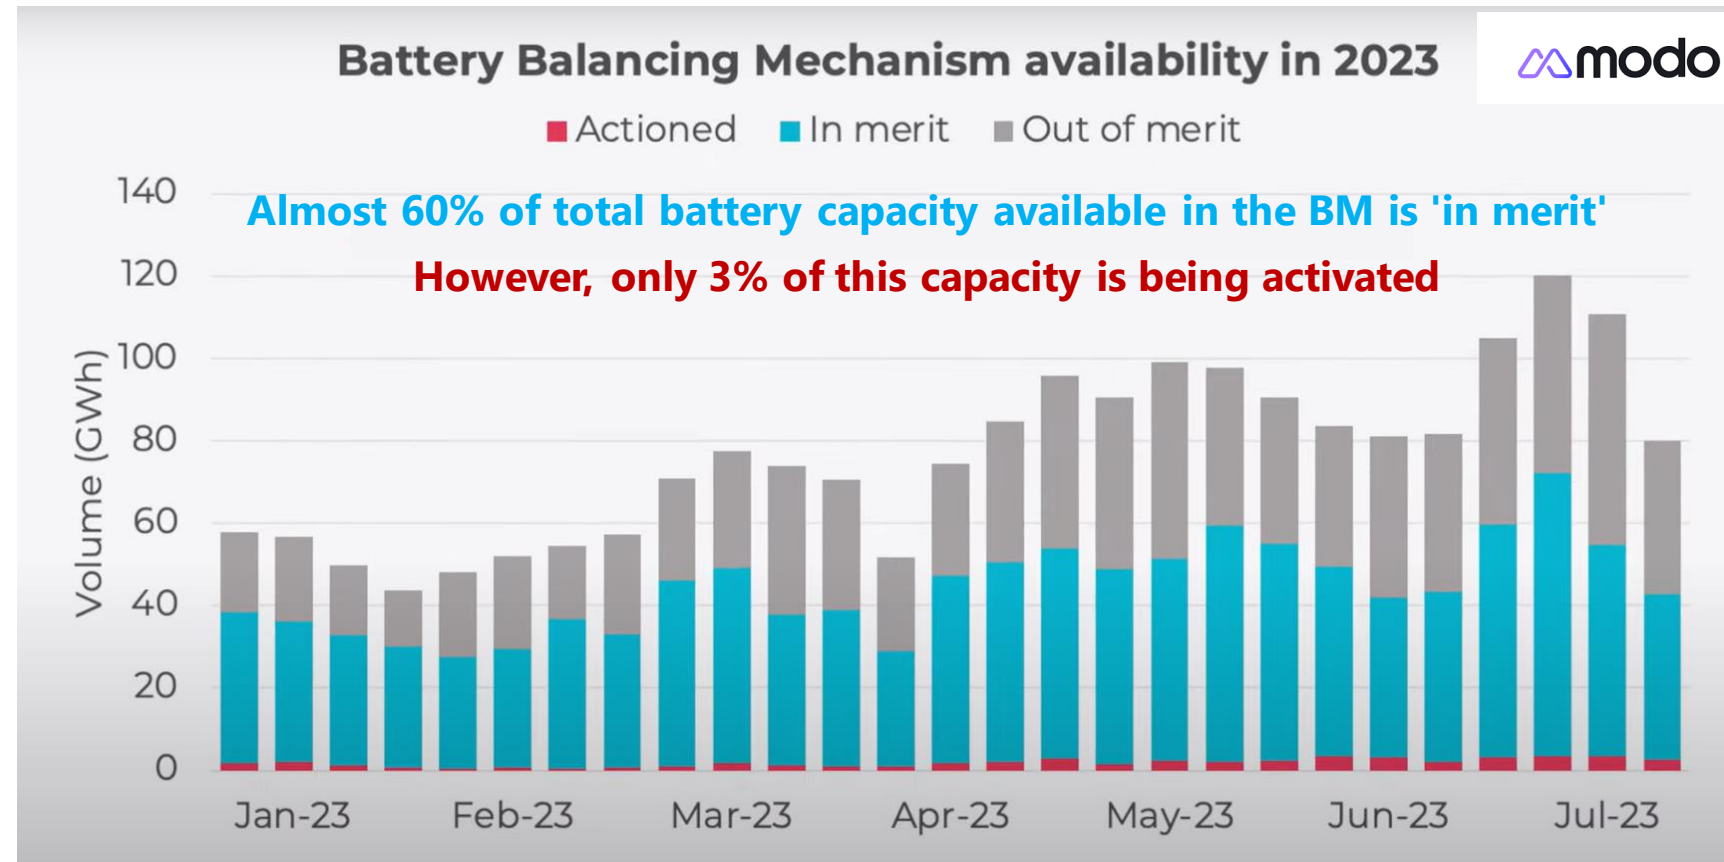 Battery Balancing Mechanism availability in 2023
modo
Actioned In merit Out of merit
Almost 60% of total battery capacity available in the BM is 'in merit'
However, only 3% of this capacity is being activated
Volume (GWh)
140
120
100
80
60
40
20
0
Jan-23 Feb-23 Mar-23 Apr-23 May-23 Jun-23 Jul-23